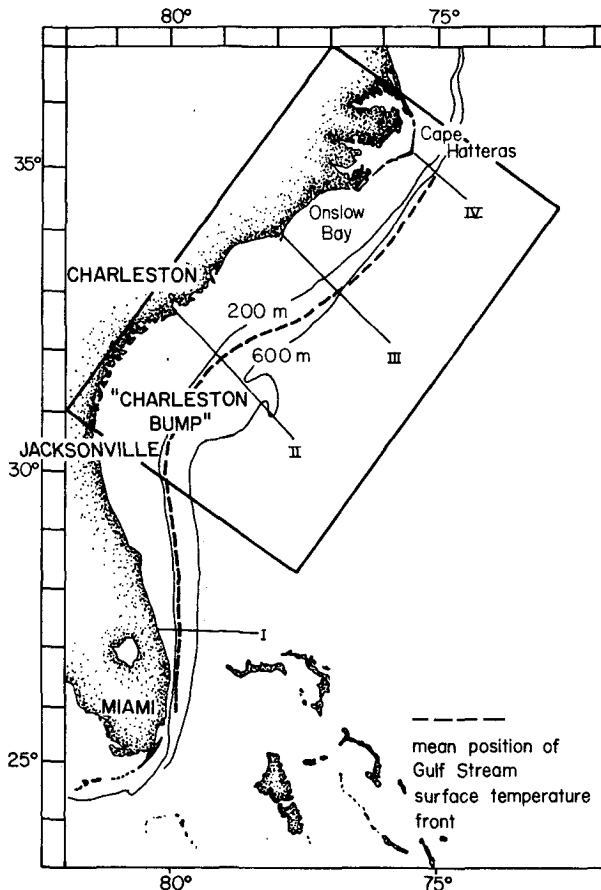 80°
75°
35°
Cape
Hatteras
Onslow
Bay
IV
CHARLESTON
200 m
600 m
III
"CHARLESTON
BUMP"
II
JACKSONVILLE
30°
I
MIAMI
25°
mean position of
Gulf Stream
surface temperature
front
80°
75°